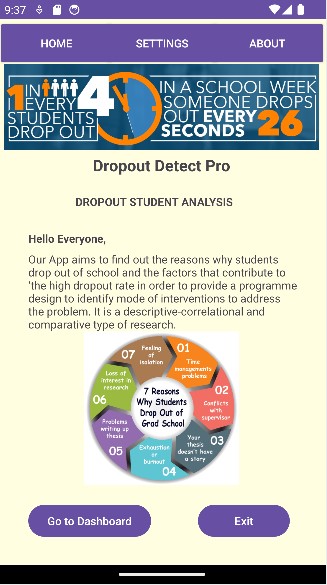 9:37
HOME SETTINGS ABOUT
1 IN EVERY 4 STUDENTS DROP OUT
IN A SCHOOL WEEK
SOMEONE DROPS
OUT EVERY 26
SECONDS
Dropout Detect Pro
DROPOUT STUDENT ANALYSIS
Hello Everyone,
Our App aims to find out the reasons why students
drop out of school and the factors that contribute to
'the high dropout rate in order to provide a programme
design to identify mode of interventions to address
the problem. It is a descriptive-correlational and
comparative type of research.
7 Reasons
Why Students
Drop Out of
Grad School
01
Time
managements
problems
02
Conflicts
with
supervisor
03
Your
thesis
doesn't have
a story
04
Exhaustion
or
burnout
05
Problems
writing up
thesis
06
Loss of
interest in
research
07
Feeling
of
isolation
Go to Dashboard Exit